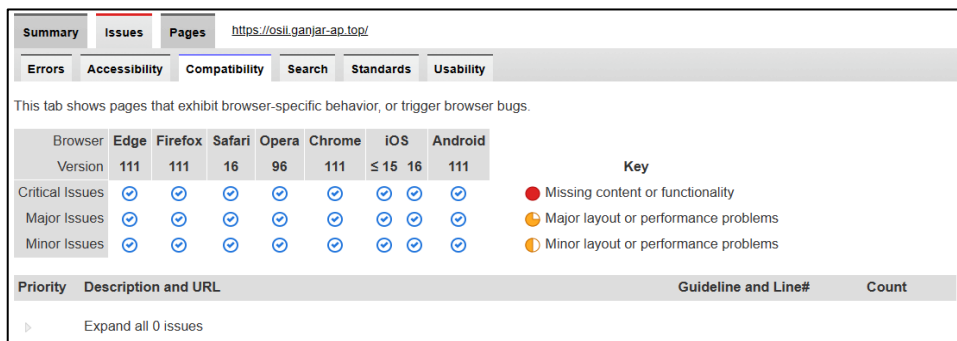 Summary Issues Pages https://osii.ganjar-ap.top/
Errors Accessibility Compatibility Search Standards Usability
This tab shows pages that exhibit browser-specific behavior, or trigger browser bugs.
Browser Edge Firefox Safari Opera Chrome iOS Android
Version 111 111 16 96 111 ≤ 15 16 111 Key
Critical Issues Missing content or functionality
Major Issues Major layout or performance problems
Minor Issues Minor layout or performance problems
Priority Description and URL Guideline and Line# Count
Expand all 0 issues